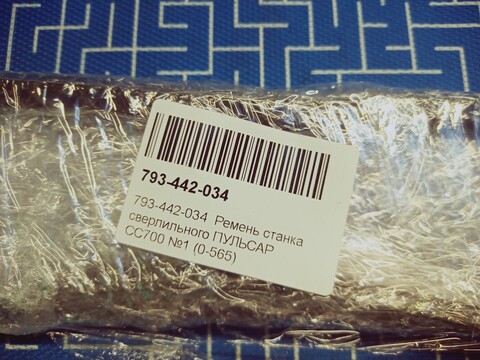 793-442-034
793-442-034 Ремень станка
сверлильного ПУЛЬСАР
СС700 №1 (0-565)